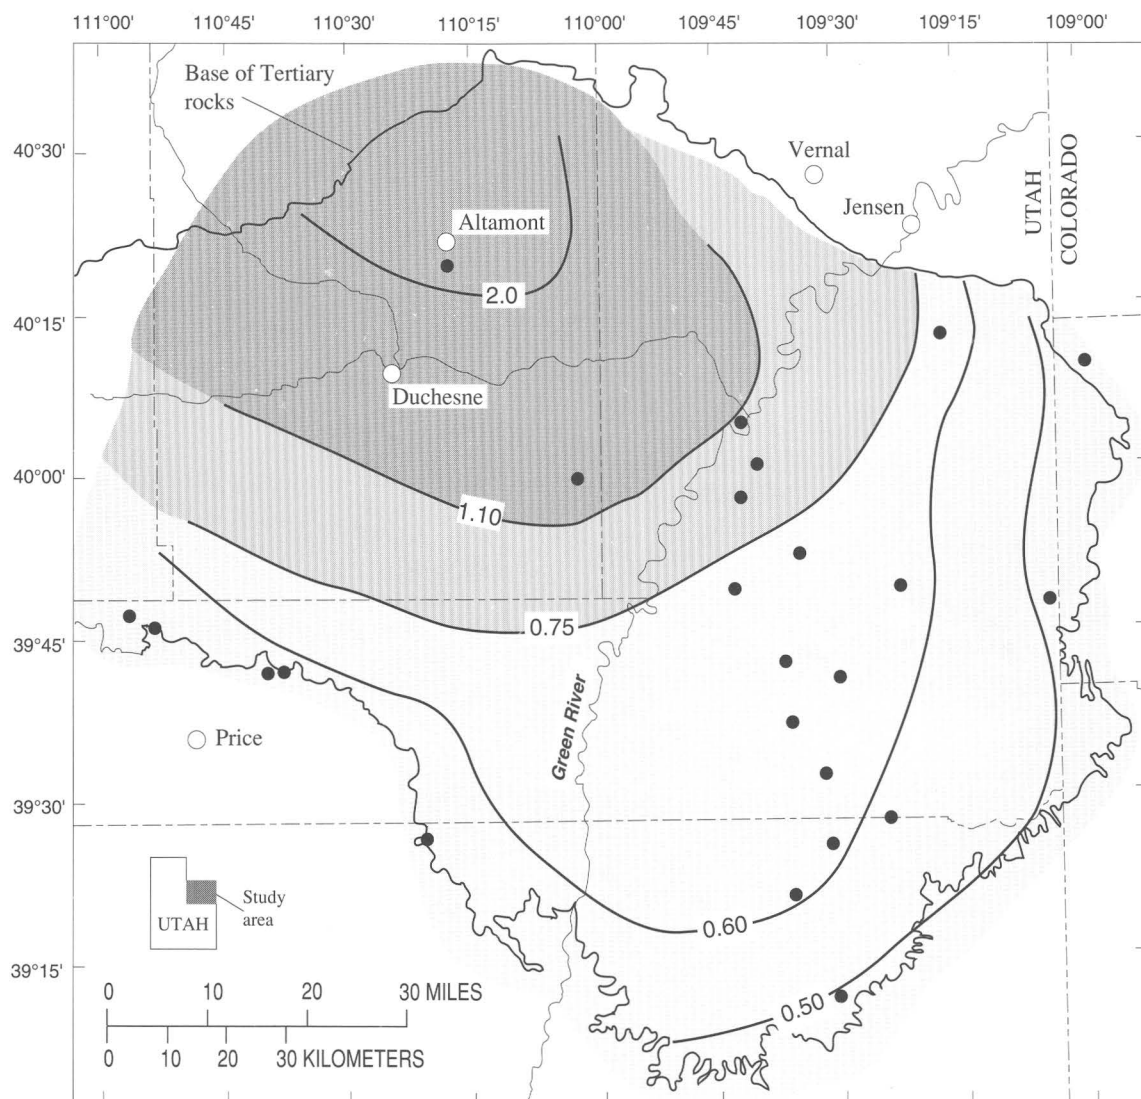 111°00' 110°45' 110°30' 110°15' 110°00' 109°45' 109°30' 109°15' 109°00'
Base of Tertiary
rocks
40°30'
Vernal
UTAH
COLORADO
Jensen
Altamont
2.0
40°15'
Duchesne
40°00'
1.10
0.75
39°45'
Green River
Price
39°30'
Study
area
UTAH
0.60
39°15'
0 10 20 30 MILES
0.50
0 10 20 30 KILOMETERS